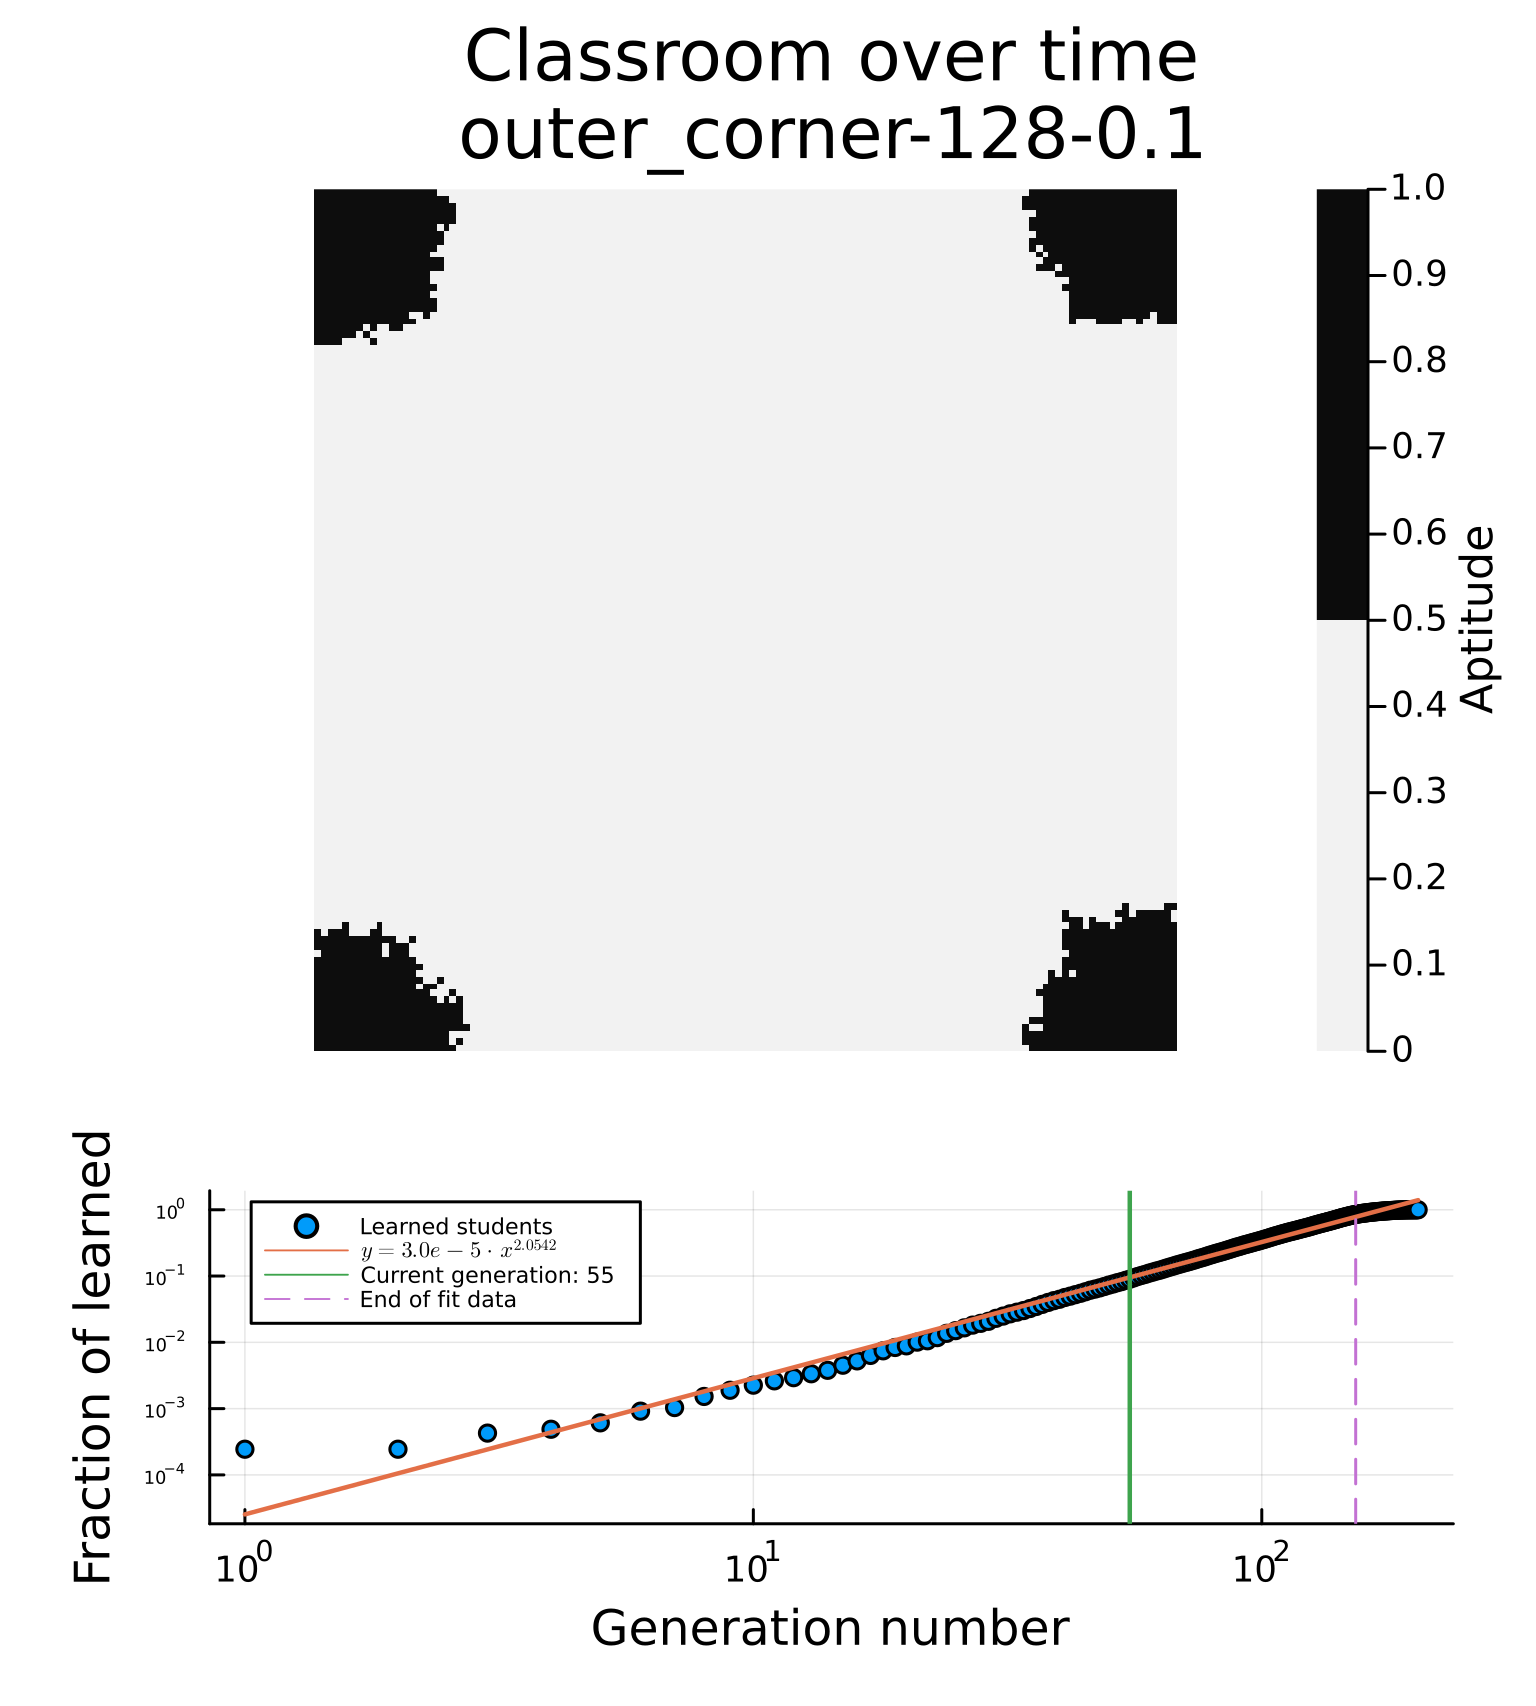 Classroom over time
outer_corner-128-0.1
1.0
0.9
0.8
0.7
0.6
0.5
0.4
0.3
0.2
0.1
0
Aptitude
Fraction of learned
10⁰
10⁻¹
10⁻²
10⁻³
10⁻⁴
Learned students
y = 3.0e − 5 · x^2.0542
Current generation: 55
End of fit data
10⁰
10¹
10²
Generation number